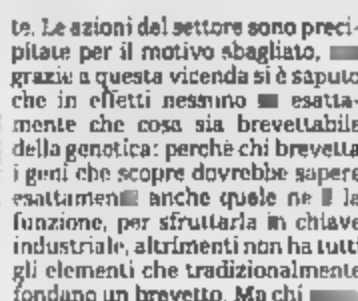 te. Le azioni del settore sono preci-
pitate per il motivo sbagliato,
grazie a questa vicenda si è saputo
che in effetti nessuno esatta-
mente che cosa sia brevettabile
della genetica: perchè chi brevetta
i geni che scopre dovrebbe sapere
esattamen anche quale ne la
funzione, per sfruttarla in chiave
industriale, altrimenti non ha tutti
gli elementi che tradizionalmente
fondano un brevetto. Ma chi